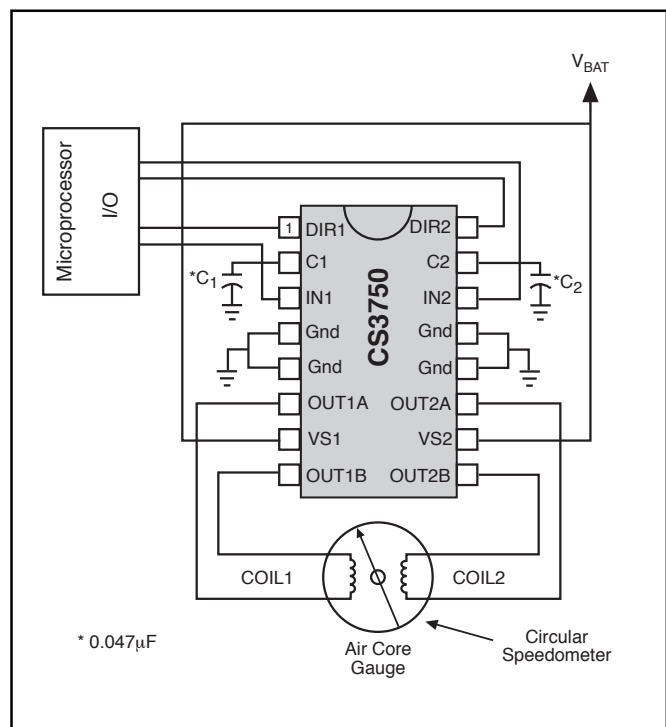 V_BAT
Microprocessor
I/O
1
DIR1
DIR2
*C₁
C1
C2
*C₂
IN1
IN2
CS3750
Gnd
Gnd
Gnd
Gnd
OUT1A
OUT2A
VS1
VS2
OUT1B
OUT2B
COIL1
COIL2
* 0.047μF
Air Core
Gauge
Circular
Speedometer